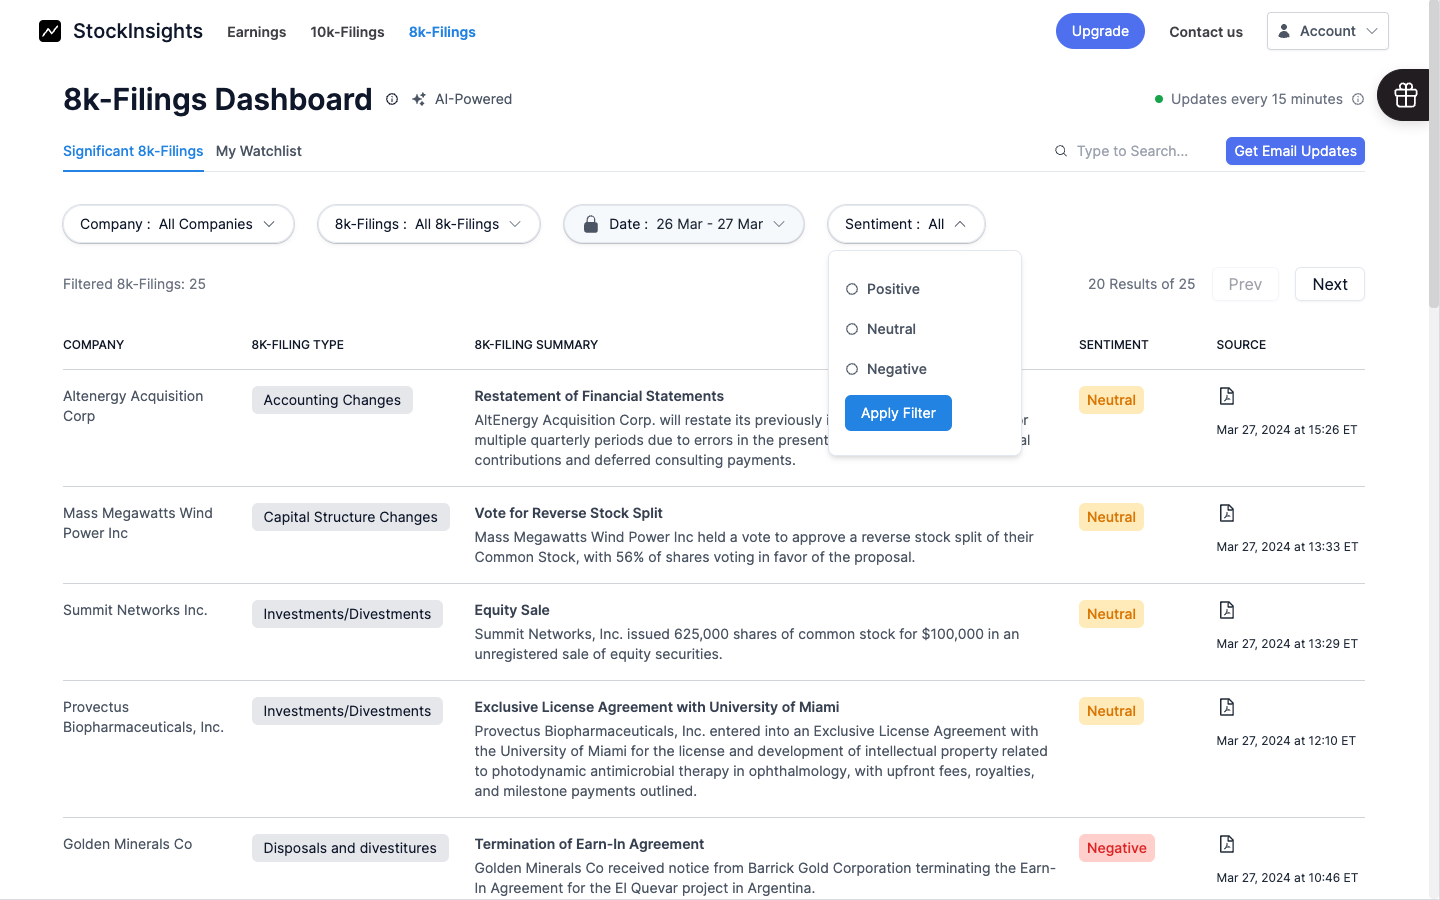 StockInsights Earnings 10k-Filings 8k-Filings Upgrade Contact us Account
8k-Filings Dashboard AI-Powered Updates every 15 minutes
Significant 8k-Filings My Watchlist Type to Search... Get Email Updates
Company : All Companies 8k-Filings : All 8k-Filings Date : 26 Mar - 27 Mar Sentiment : All
Filtered 8k-Filings: 25 20 Results of 25 Prev Next
Positive
Neutral
Negative
Apply Filter
COMPANY 8K-FILING TYPE 8K-FILING SUMMARY SENTIMENT SOURCE
Altenergy Acquisition
Corp
Accounting Changes
Restatement of Financial Statements
AltEnergy Acquisition Corp. will restate its previously
multiple quarterly periods due to errors in the
contributions and deferred consulting payments.
Neutral
Mar 27, 2024 at 15:26 ET
Mass Megawatts Wind
Power Inc
Capital Structure Changes
Vote for Reverse Stock Split
Mass Megawatts Wind Power Inc held a vote to approve a reverse stock split of their
Common Stock, with 56% of shares voting in favor of the proposal.
Neutral
Mar 27, 2024 at 13:33 ET
Summit Networks Inc.
Investments/Divestments
Equity Sale
Summit Networks, Inc. issued 625,000 shares of common stock for $100,000 in an
unregistered sale of equity securities.
Neutral
Mar 27, 2024 at 13:29 ET
Provectus
Biopharmaceuticals, Inc.
Investments/Divestments
Exclusive License Agreement with University of Miami
Provectus Biopharmaceuticals, Inc. entered into an Exclusive License Agreement with
the University of Miami for the license and development of intellectual property related
to photodynamic antimicrobial therapy in ophthalmology, with upfront fees, royalties,
and milestone payments outlined.
Neutral
Mar 27, 2024 at 12:10 ET
Golden Minerals Co
Disposals and divestitures
Termination of Earn-In Agreement
Golden Minerals Co received notice from Barrick Gold Corporation terminating the Earn-
In Agreement for the El Quevar project in Argentina.
Negative
Mar 27, 2024 at 10:46 ET